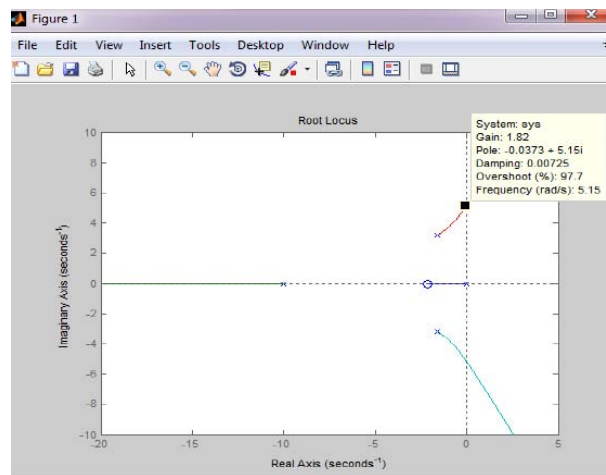 Figure 1
File Edit View Insert Tools Desktop Window Help
Root Locus
System: sys
Gain: 1.82
Pole: -0.0373 + 5.15i
Damping: 0.00725
Overshoot (%): 97.7
Frequency (rad/s): 5.15
Imaginary Axis (seconds⁻¹)
10
8
6
4
2
0
-2
-4
-6
-8
-10
-20 -15 -10 -5 0 5
Real Axis (seconds⁻¹)